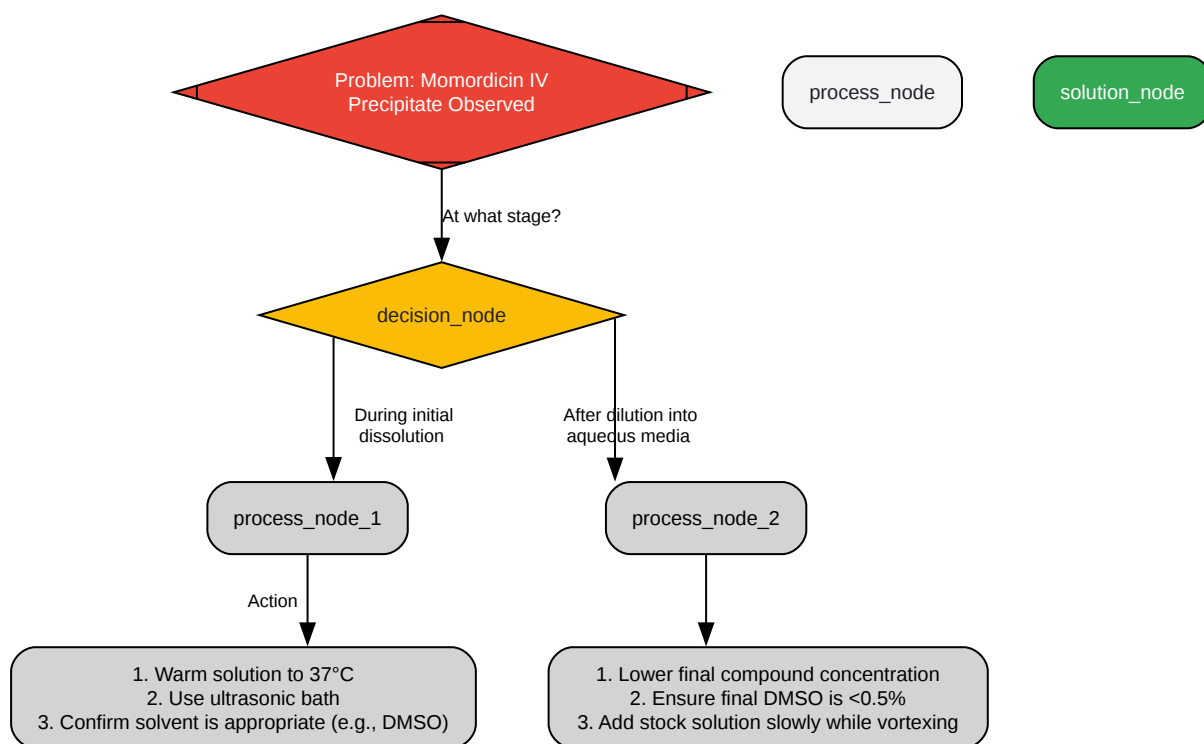 Problem: Momordicin IV
Precipitate Observed
process_node
solution_node
At what stage?
decision_node
During initial
dissolution
After dilution into
aqueous media
process_node_1
process_node_2
Action
1. Warm solution to 37°C
2. Use ultrasonic bath
3. Confirm solvent is appropriate (e.g., DMSO)
1. Lower final compound concentration
2. Ensure final DMSO is <0.5%
3. Add stock solution slowly while vortexing